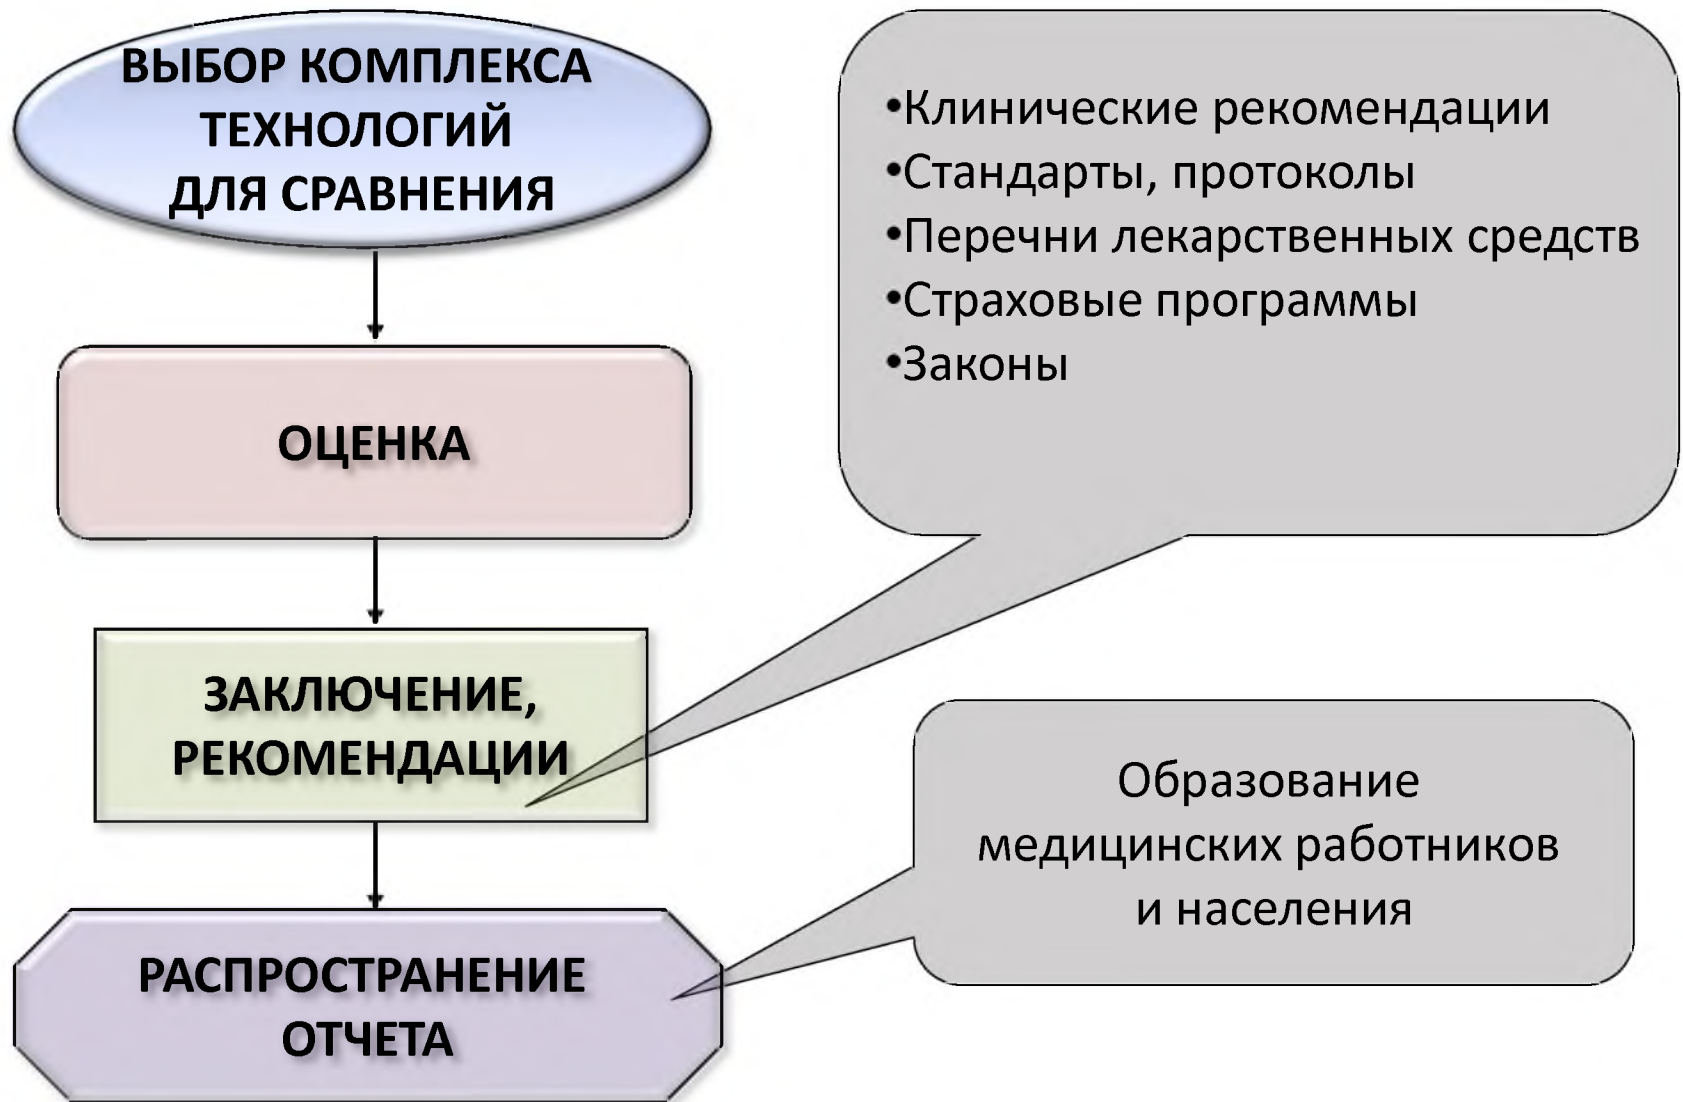 ВЫБОР КОМПЛЕКСА
ТЕХНОЛОГИЙ
ДЛЯ СРАВНЕНИЯ
ОЦЕНКА
ЗАКЛЮЧЕНИЕ,
РЕКОМЕНДАЦИИ
РАСПРОСТРАНЕНИЕ
ОТЧЕТА
•Клинические рекомендации
•Стандарты, протоколы
•Перечни лекарственных средств
•Страховые программы
•Законы
Образование
медицинских работников
и населения